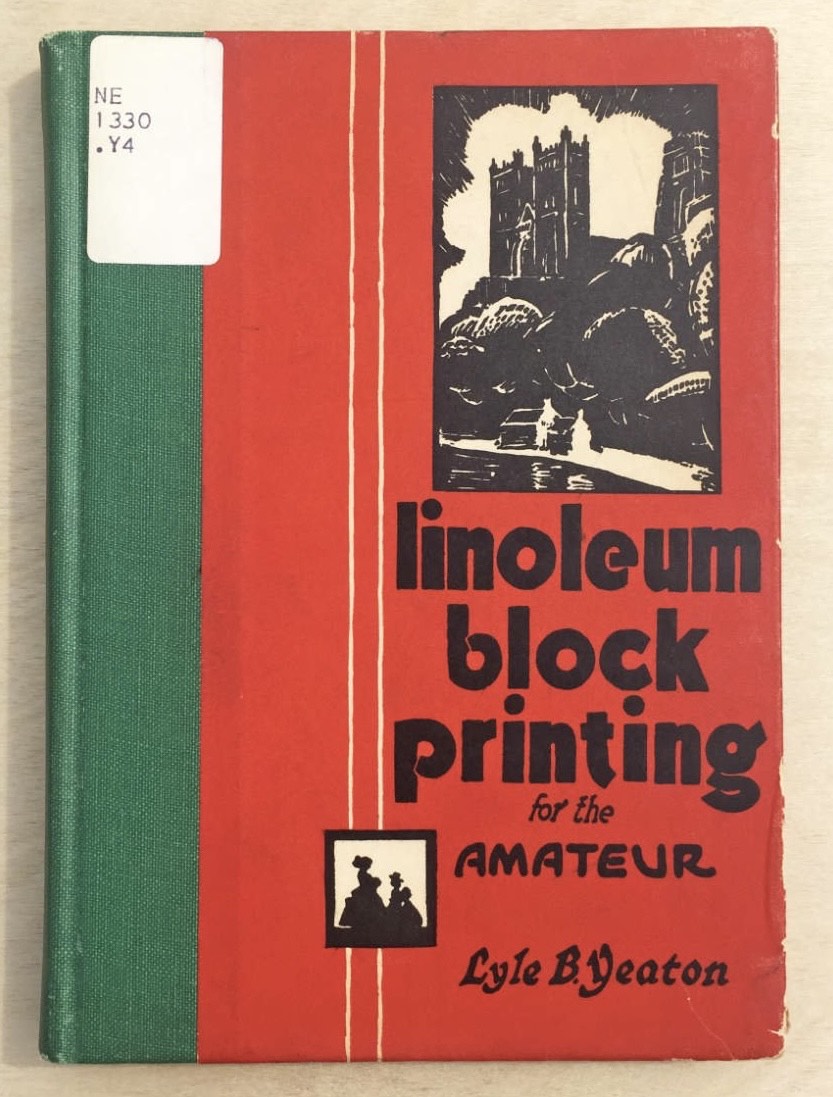 NE
1330
.Y4
linoleum
block
printing
for the
AMATEUR
Lyle B. Yeaton